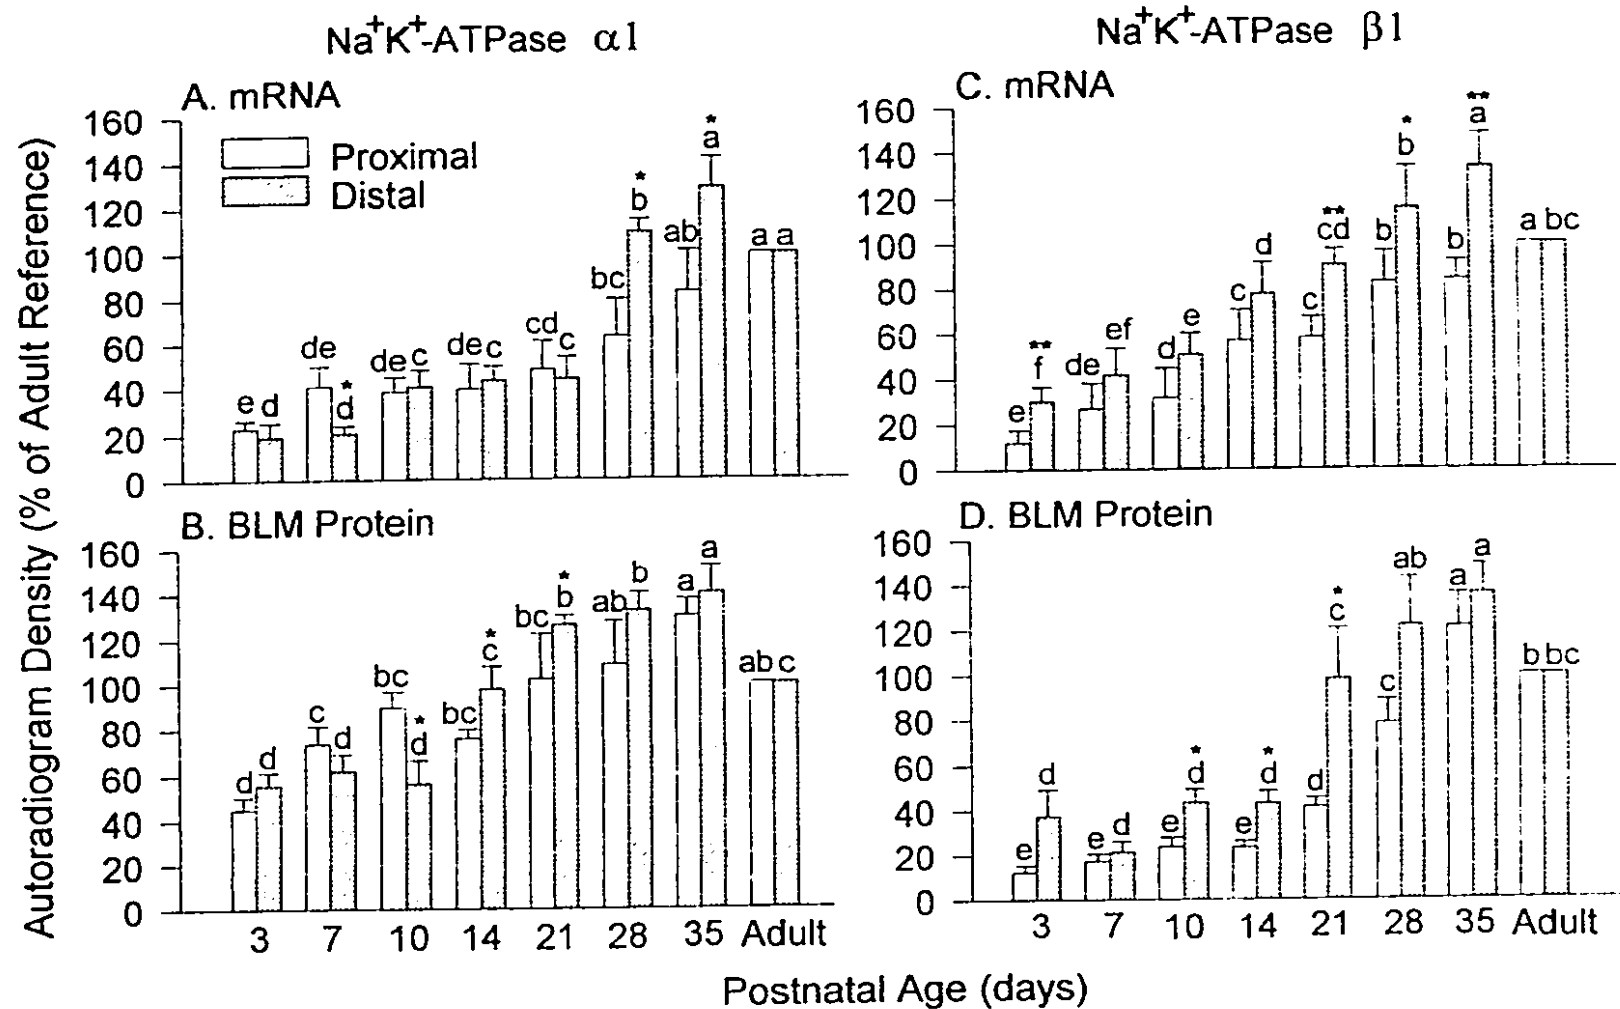 Na+K+-ATPase α1
Na+K+-ATPase β1
Autoradiogram Density (% of Adult Reference)
A. mRNA
160
140
120
100
80
60
40
20
0
Proximal
Distal
e d
de d *
de c
de c
cd c
bc b *
ab a *
a a
B. BLM Protein
160
140
120
100
80
60
40
20
0
d d
c d
bc d *
bc c *
bc b *
ab b
a a
ab c
3 7 10 14 21 28 35 Adult
C. mRNA
160
140
120
100
80
60
40
20
0
e f **
de ef
d e
c d
c cd **
b b *
b a **
a bc
D. BLM Protein
160
140
120
100
80
60
40
20
0
e d
e d
e d *
e d *
d c *
c ab
a a
b bc
3 7 10 14 21 28 35 Adult
Postnatal Age (days)